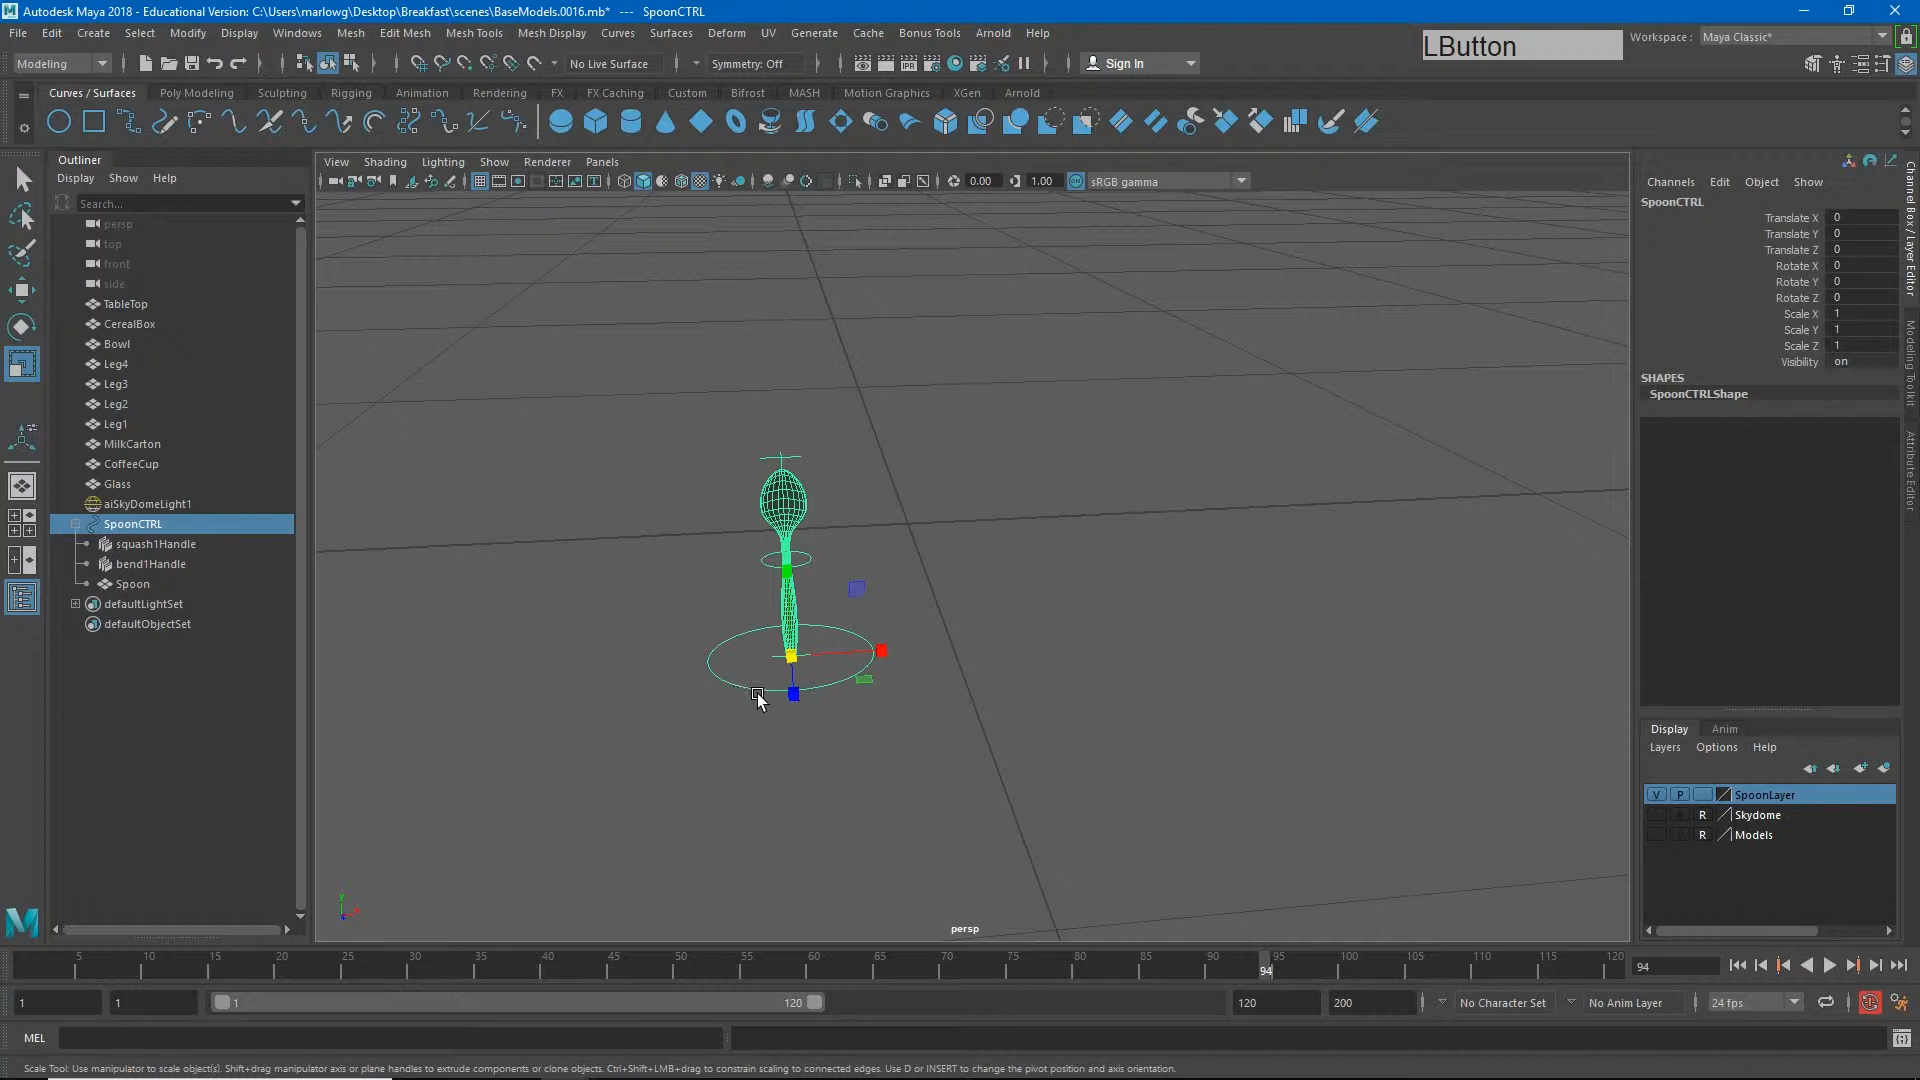 Autodesk Maya 2018 - Educational Version: C:\Users\marlowg\Desktop\Breakfast\scenes\BaseModels.0016.mb* --- SpoonCTRL
File Edit Create Select Modify Display Windows Mesh Edit Mesh Mesh Tools Mesh Display Curves Surfaces Deform UV Generate Cache Bonus Tools Arnold Help
LButton
Workspace : Maya Classic*
Modeling No Live Surface Symmetry: Off Sign In
Curves / Surfaces Poly Modeling Sculpting Rigging Animation Rendering FX FX Caching Custom Bifrost MASH Motion Graphics XGen Arnold
Outliner
Display Show Help
Search...
persp
top
front
side
TableTop
CerealBox
Bowl
Leg4
Leg3
Leg2
Leg1
MilkCarton
CoffeeCup
Glass
aiSkyDomeLight1
SpoonCTRL
squash1Handle
bend1Handle
Spoon
defaultLightSet
defaultObjectSet
View Shading Lighting Show Renderer Panels
0.00 1.00 sRGB gamma
y
persp
Channels Edit Object Show
SpoonCTRL
Translate X 0
Translate Y 0
Translate Z 0
Rotate X 0
Rotate Y 0
Rotate Z 0
Scale X 1
Scale Y 1
Scale Z 1
Visibility on
SHAPES
SpoonCTRLShape
Channel Box / Layer Editor
Modeling Toolkit
Attribute Editor
Display Anim
Layers Options Help
V P SpoonLayer
R Skydome
R Models
5 10 15 20 25 30 35 40 45 50 55 60 65 70 75 80 85 90 95 100 105 110 115 120
94
94
1 1 1 120 120 200 No Character Set No Anim Layer 24 fps
MEL
Scale Tool: Use manipulator to scale object(s). Shift+drag manipulator axis or plane handles to extrude components or clone objects. Ctrl+Shift+LMB+drag to constrain scaling to connected edges. Use D or INSERT to change the pivot position and axis orientation.